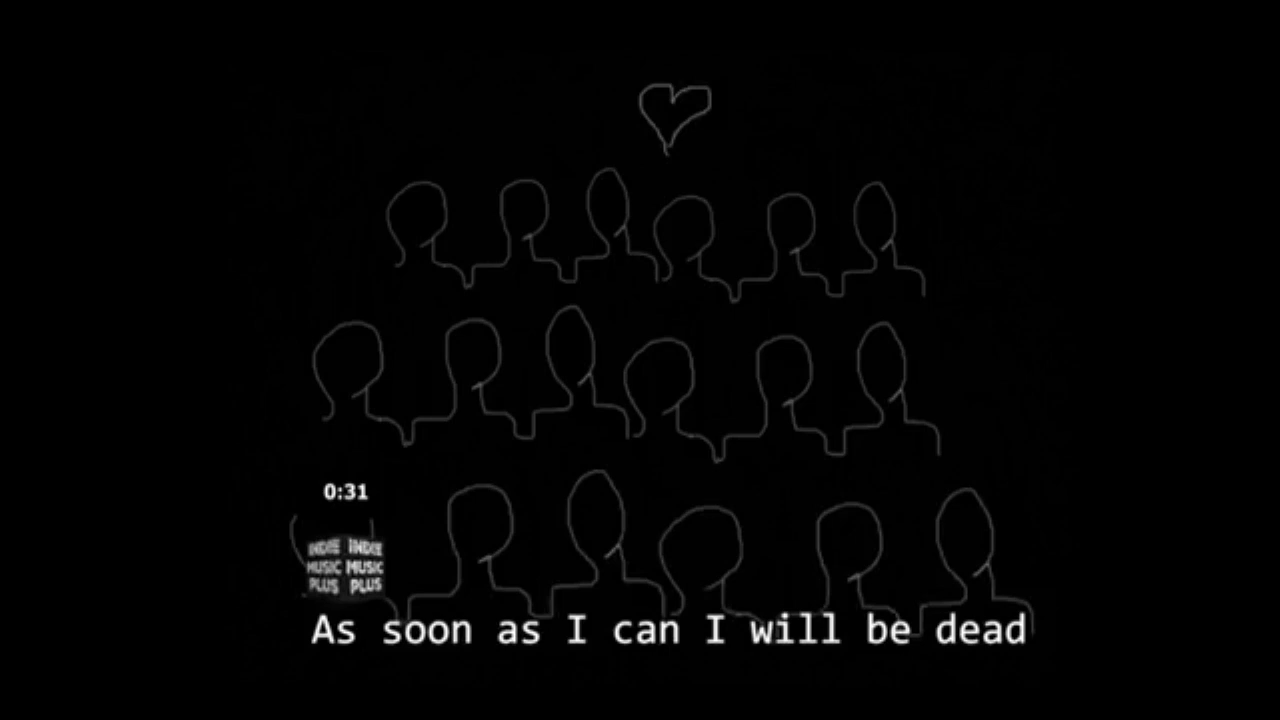 0:31
INDIE INDIE
MUSIC MUSIC
PLUS PLUS
As soon as I can I will be dead